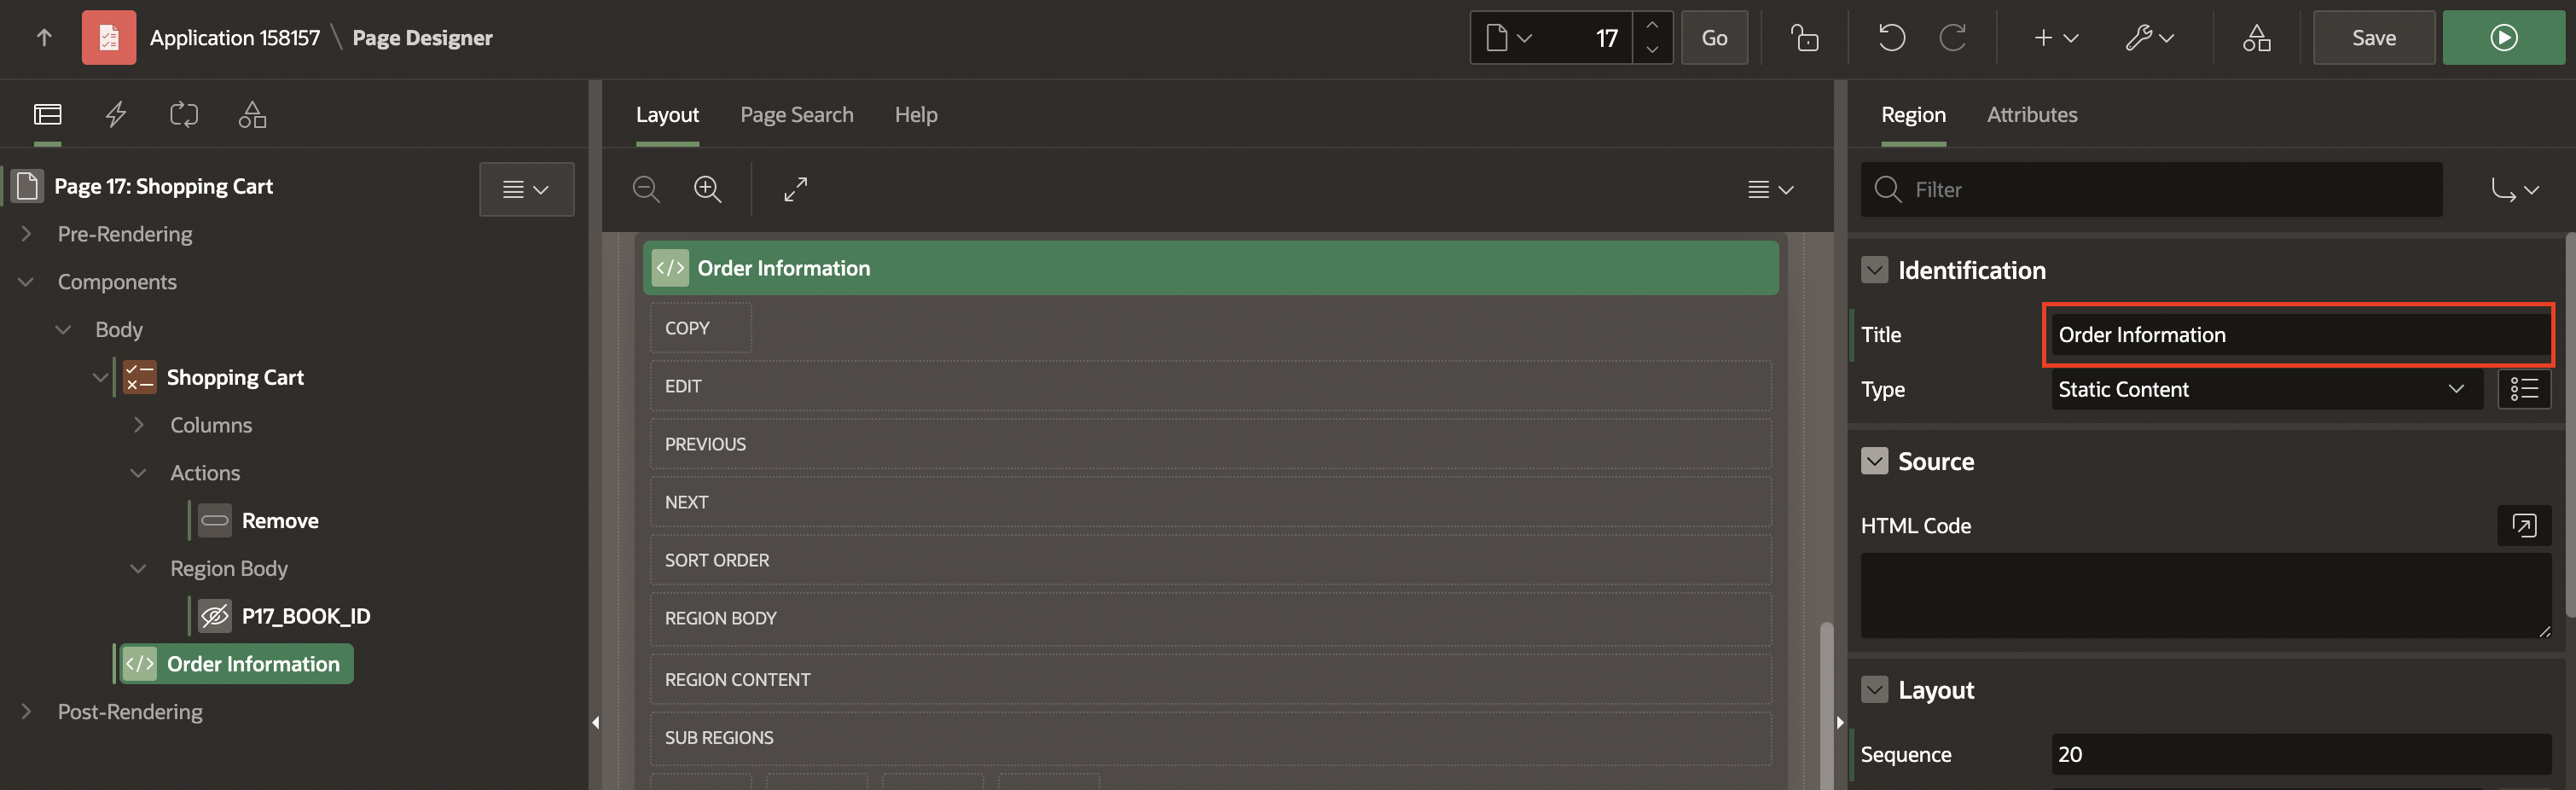 Application 158157 \ Page Designer
17
Go
Save
Layout
Page Search
Help
Region
Attributes
Page 17: Shopping Cart
Filter
Pre-Rendering
Components
Body
Shopping Cart
Columns
Actions
Remove
Region Body
P17_BOOK_ID
Order Information
Post-Rendering
Order Information
COPY
EDIT
PREVIOUS
NEXT
SORT ORDER
REGION BODY
REGION CONTENT
SUB REGIONS
Identification
Title
Order Information
Type
Static Content
Source
HTML Code
Layout
Sequence
20